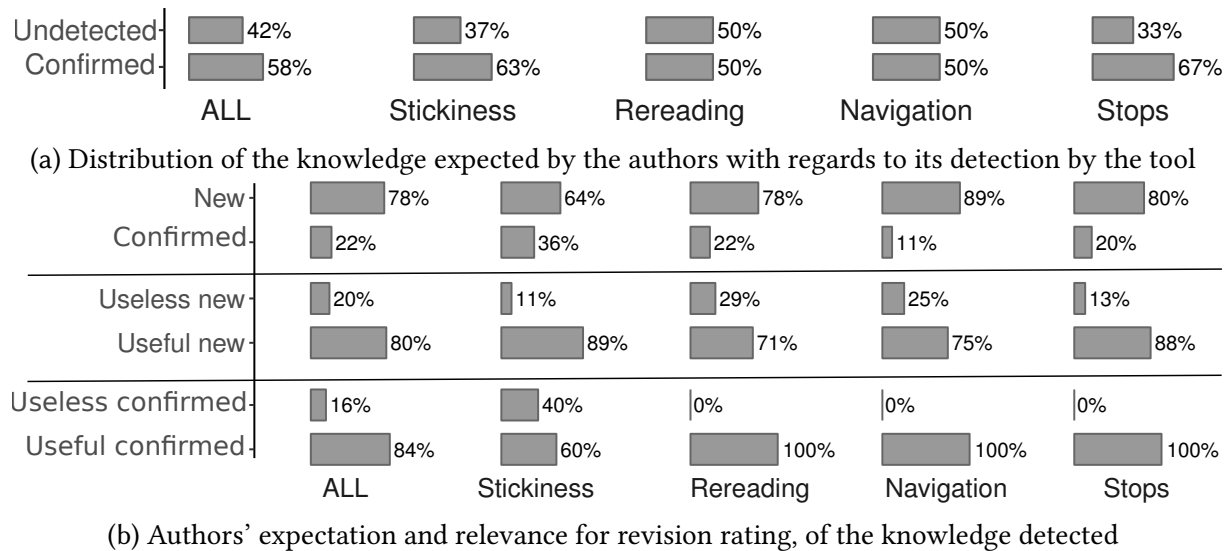 Undetected 42% 37% 50% 50% 33%
Confirmed 58% 63% 50% 50% 67%
ALL Stickiness Rereading Navigation Stops
(a) Distribution of the knowledge expected by the authors with regards to its detection by the tool
New 78% 64% 78% 89% 80%
Confirmed 22% 36% 22% 11% 20%
Useless new 20% 11% 29% 25% 13%
Useful new 80% 89% 71% 75% 88%
Useless confirmed 16% 40% 0% 0% 0%
Useful confirmed 84% 60% 100% 100% 100%
ALL Stickiness Rereading Navigation Stops
(b) Authors' expectation and relevance for revision rating, of the knowledge detected